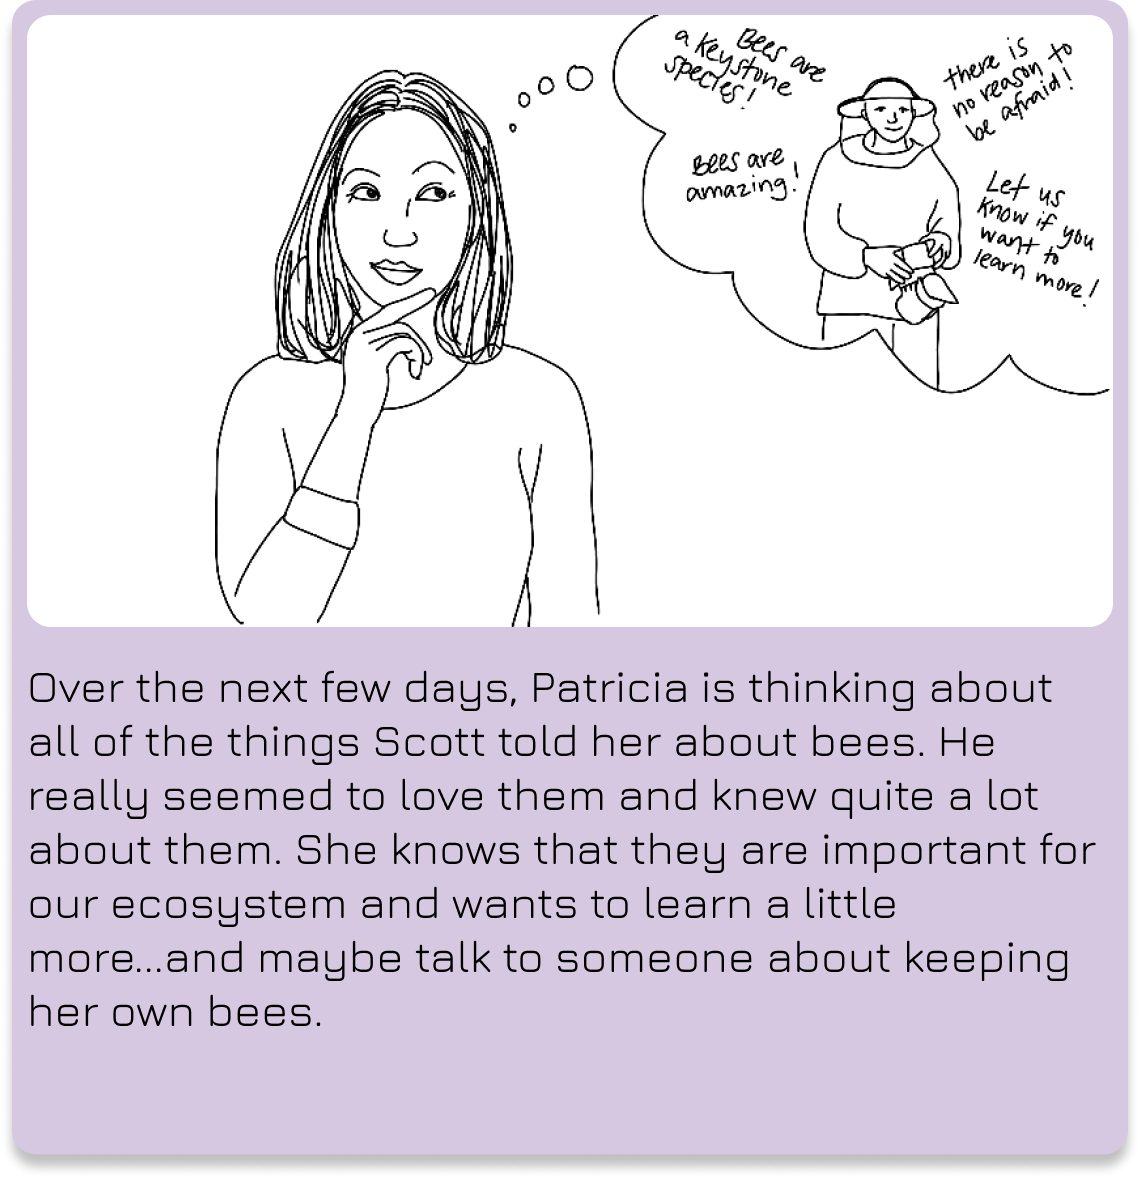 Bees are
a keystone
species!
there is
no reason to
be afraid!
Bees are
amazing!
Let us
know if you
want to
learn more!
Over the next few days, Patricia is thinking about
all of the things Scott told her about bees. He
really seemed to love them and knew quite a lot
about them. She knows that they are important for
our ecosystem and wants to learn a little
more...and maybe talk to someone about keeping
her own bees.